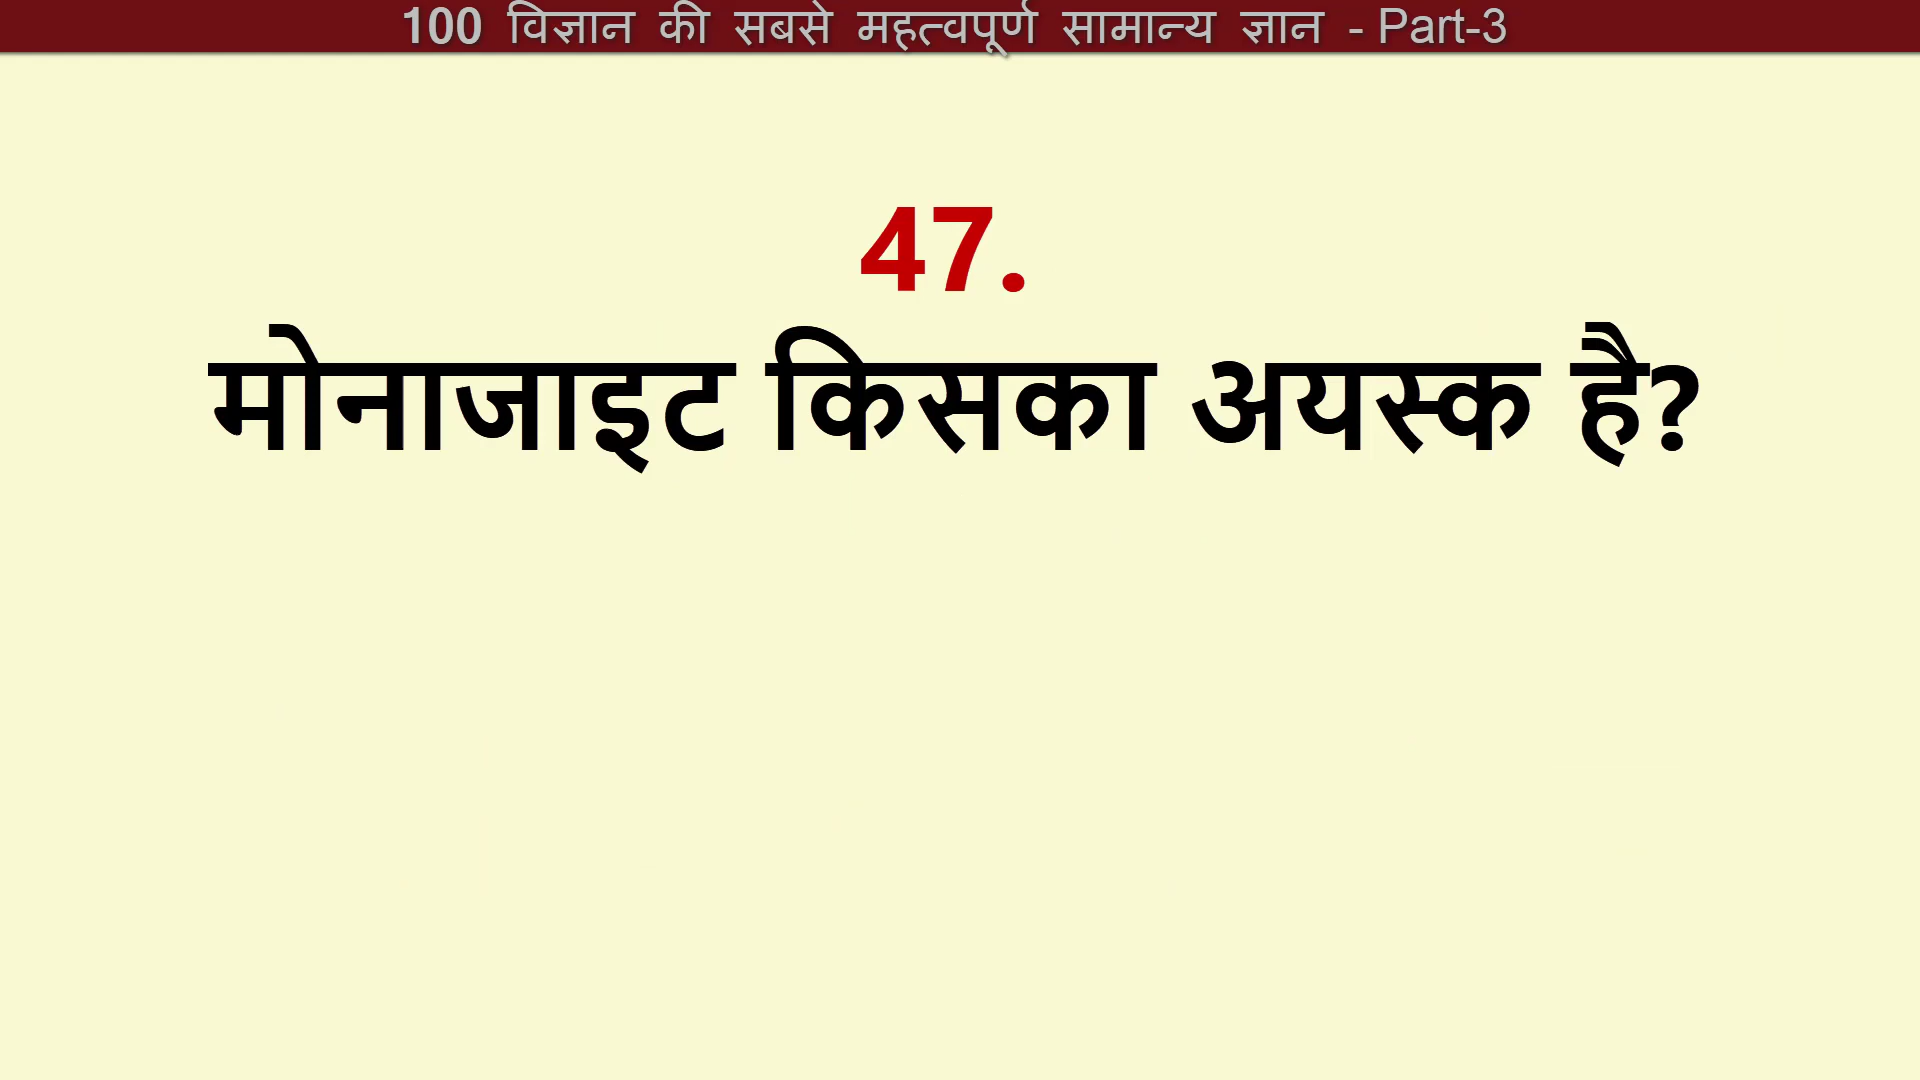 100 विज्ञान की सबसे महत्वपूर्ण सामान्य ज्ञान - Part-3
47.
मोनाजाइट किसका अयस्क है?